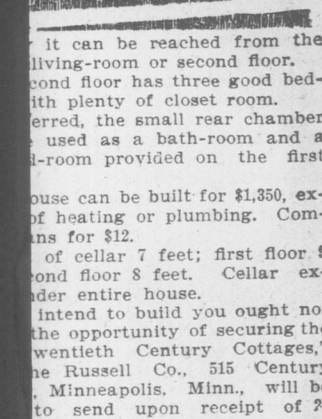 it can be reached from the
living-room or second floor.
cond floor has three good bed-
ith plenty of closet room.
erred, the small rear chamber
used as a bath-room and a
d-room provided on the first
ouse can be built for $1,350, ex-
of heating or plumbing. Com-
ans for $12.
of cellar 7 feet; first floor
ond floor 8 feet. Cellar ex-
nder entire house.
intend to build you ought no
the opportunity of securing the
wentieth Century Cottages,"
he Russell Co., 515 Century
, Minneapolis, Minn., will b
to send upon receipt of